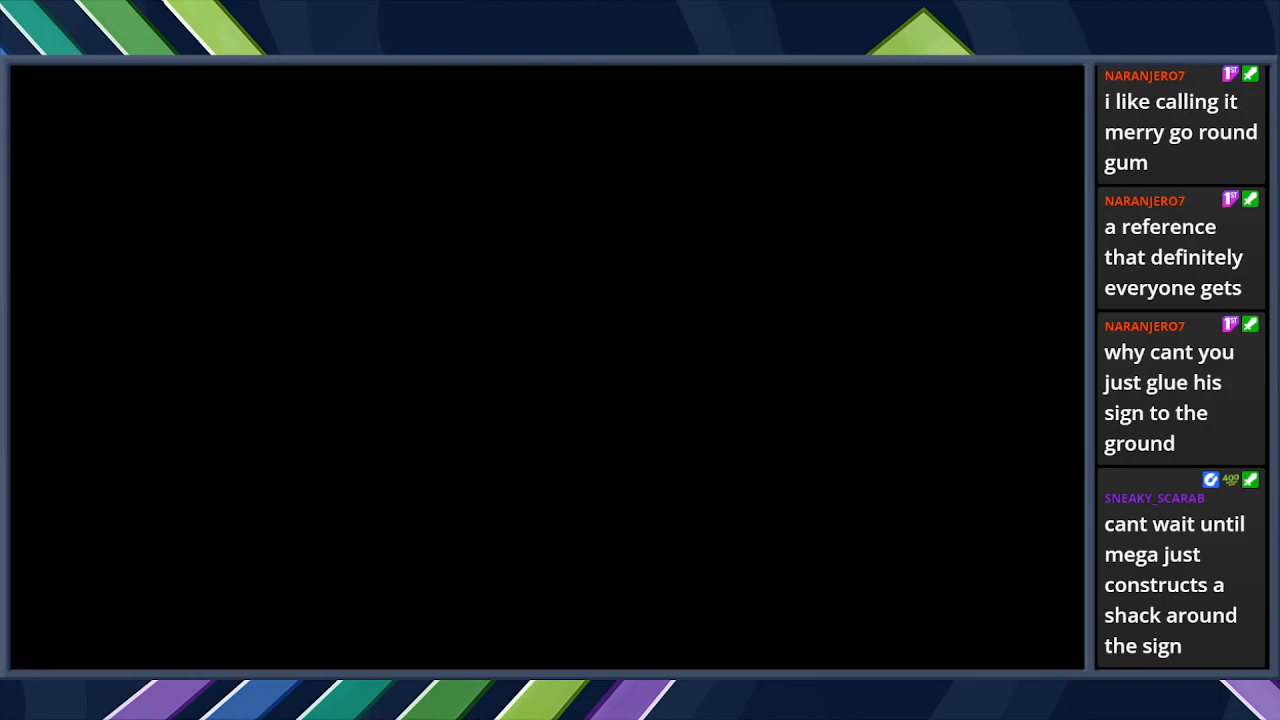 NARANJERO7
i like calling it
merry go round
gum
NARANJERO7
a reference
that definitely
everyone gets
NARANJERO7
why cant you
just glue his
sign to the
ground
SNEAKY_SCARAB
cant wait until
mega just
constructs a
shack around
the sign